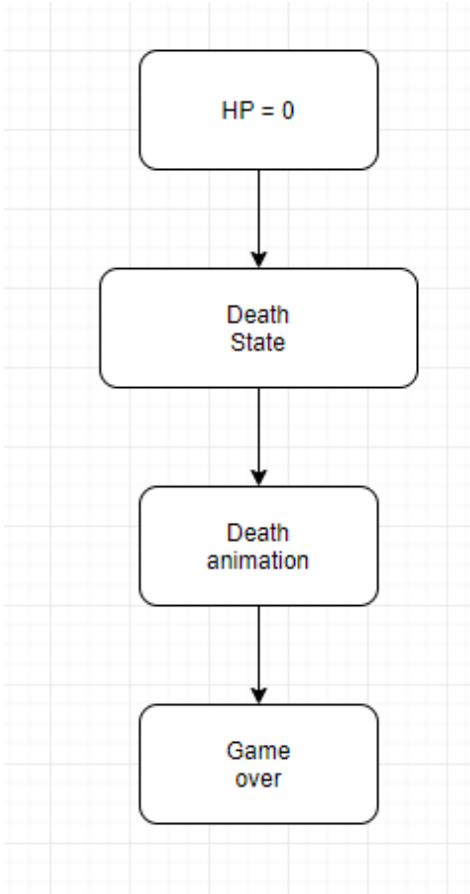 HP = 0
Death
State
Death
animation
Game
over